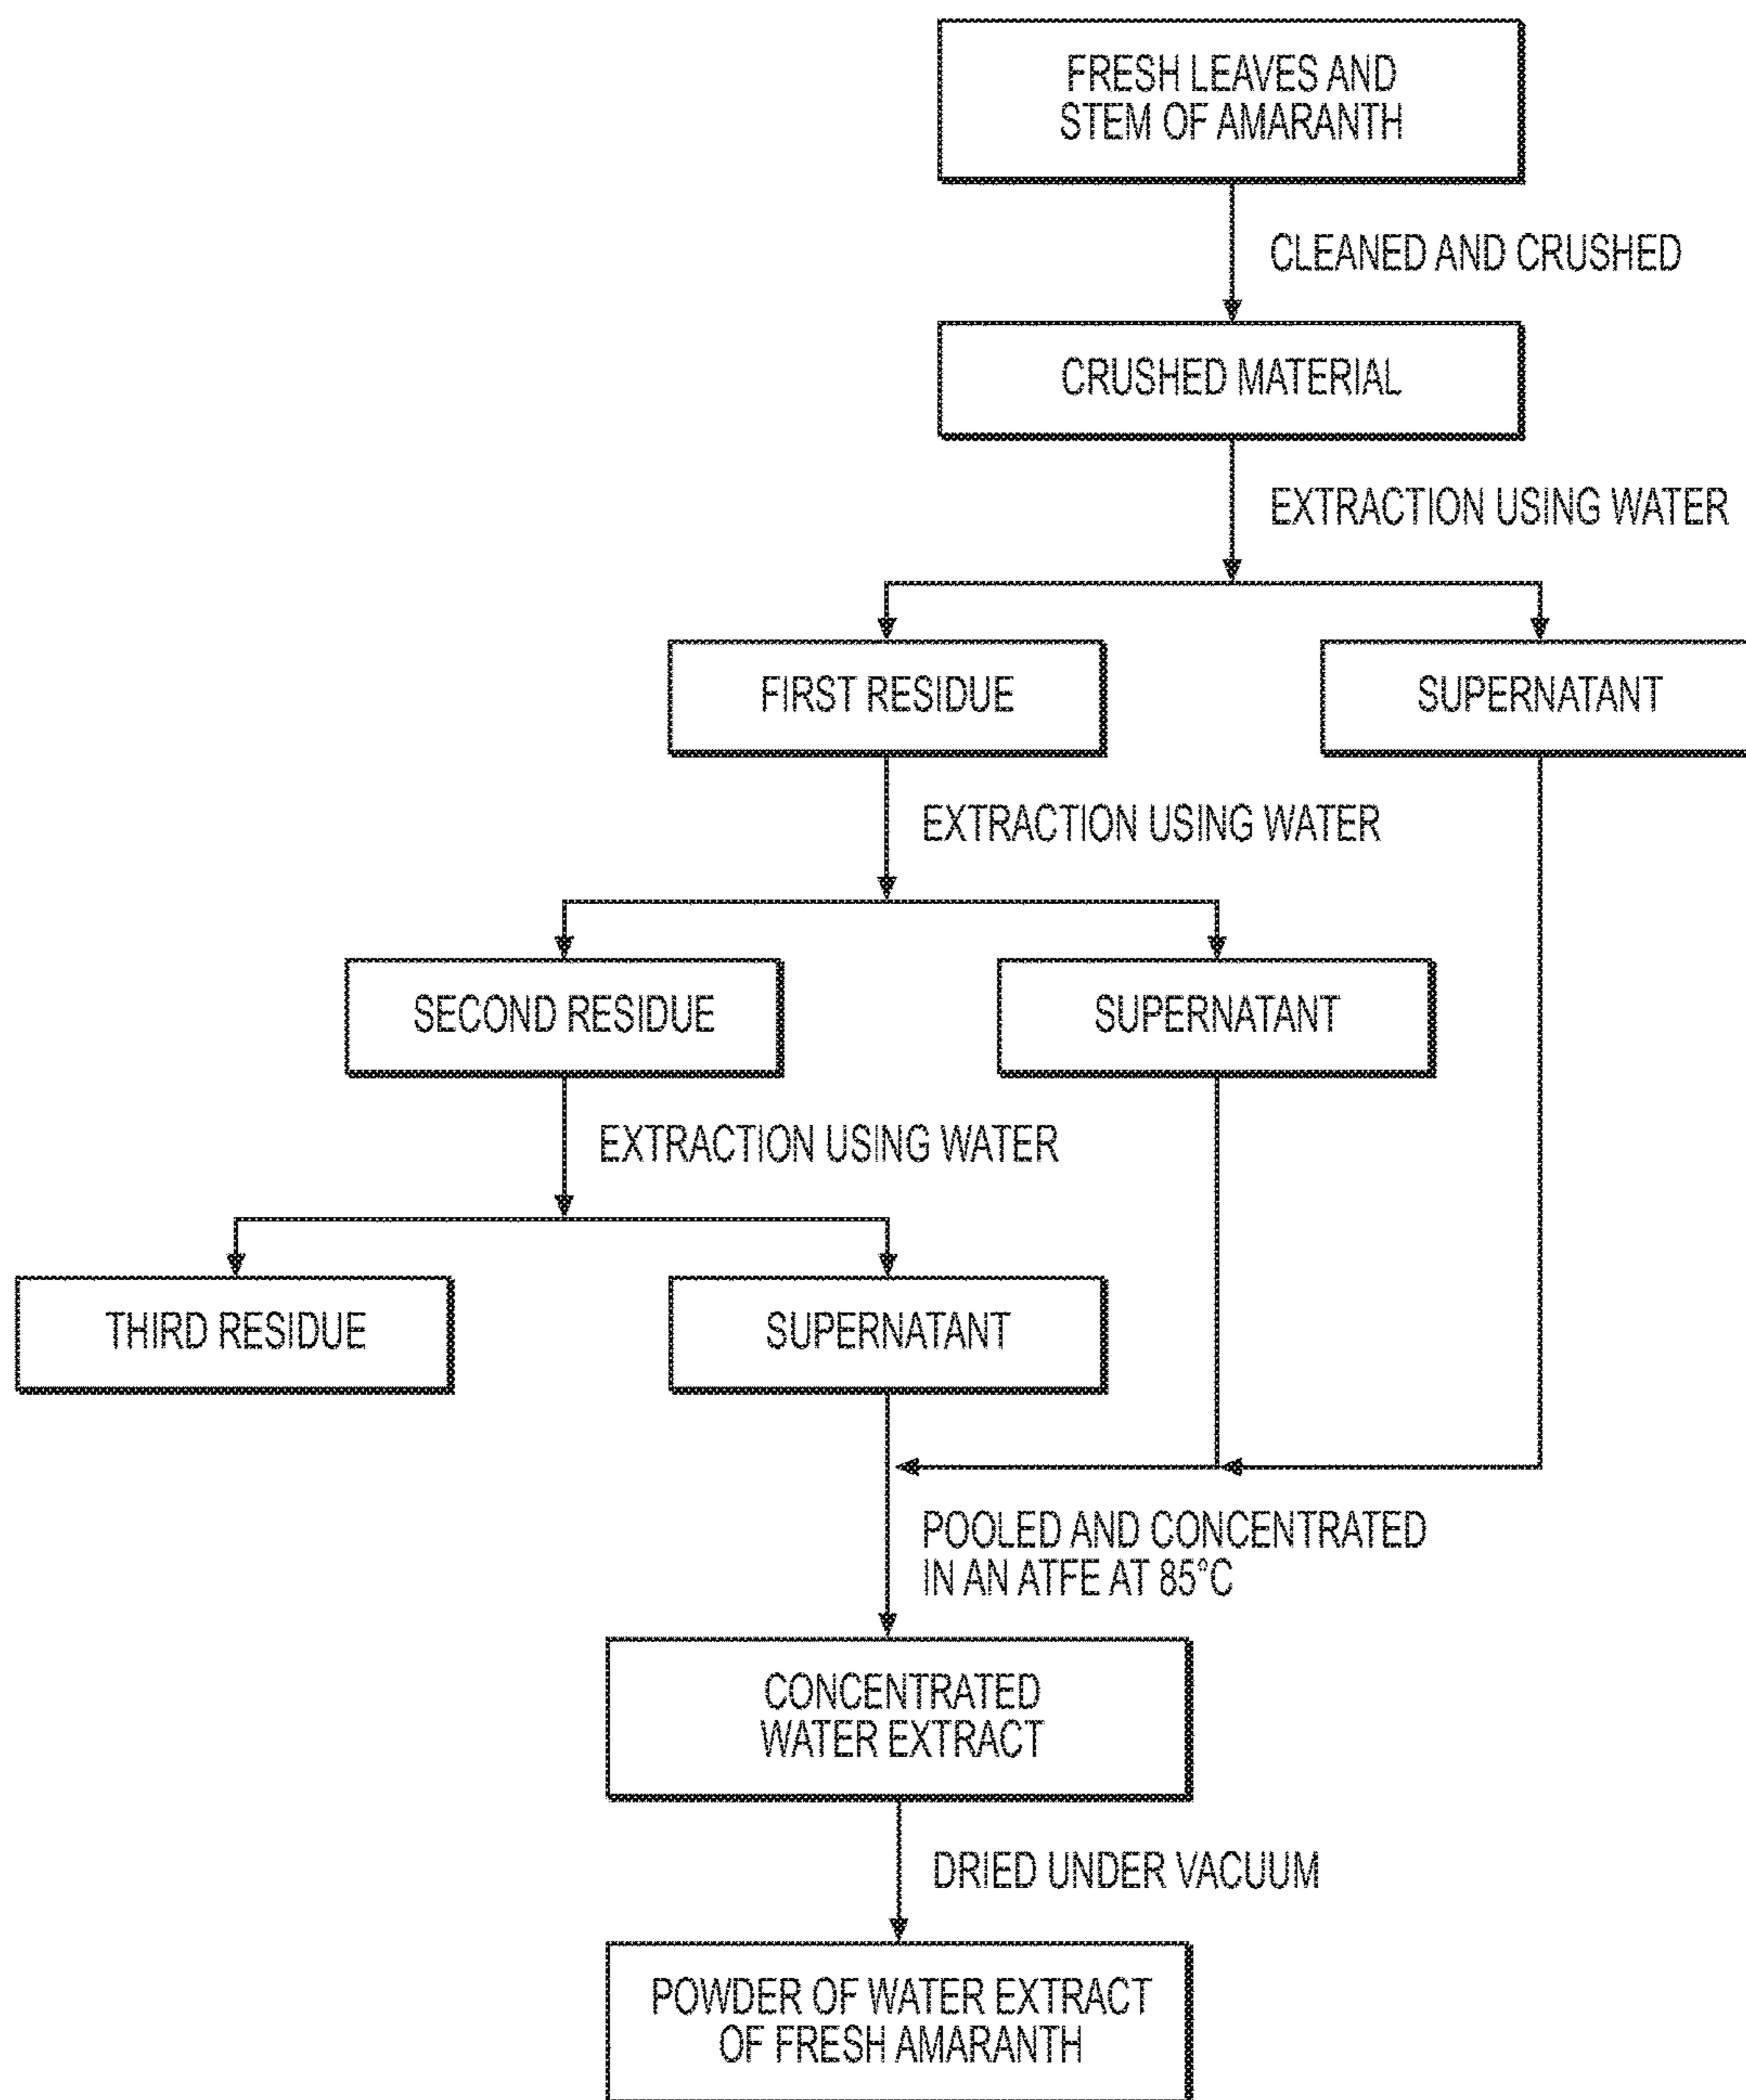 FRESH LEAVES AND
STEM OF AMARANTH
CLEANED AND CRUSHED
CRUSHED MATERIAL
EXTRACTION USING WATER
FIRST RESIDUE
SUPERNATANT
EXTRACTION USING WATER
SECOND RESIDUE
SUPERNATANT
EXTRACTION USING WATER
THIRD RESIDUE
SUPERNATANT
POOLED AND CONCENTRATED
IN AN ATFE AT 85°C
CONCENTRATED
WATER EXTRACT
DRIED UNDER VACUUM
POWDER OF WATER EXTRACT
OF FRESH AMARANTH